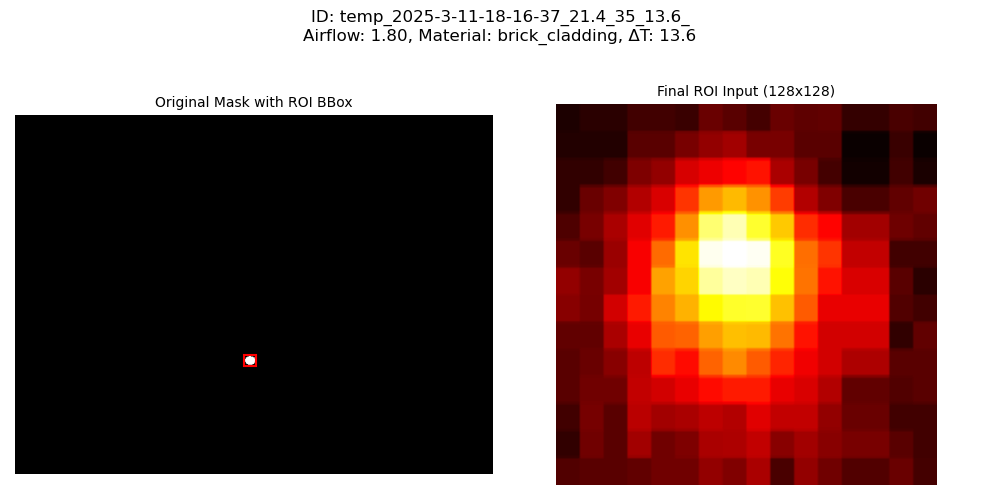 ID: temp_2025-3-11-18-16-37_21.4_35_13.6_
Airflow: 1.80, Material: brick_cladding, ΔT: 13.6
Original Mask with ROI BBox
Final ROI Input (128x128)